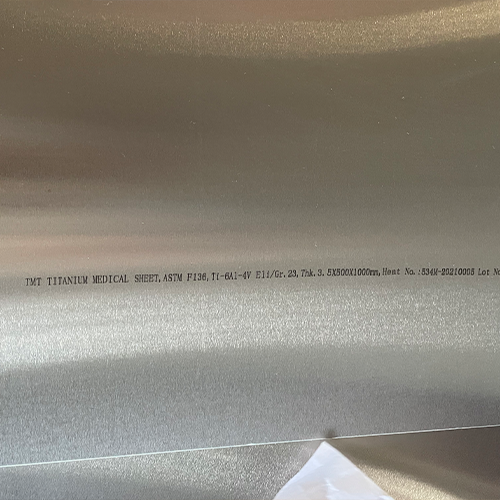 TMT TITANIUM MEDICAL SHEET, ASTM F136, Ti-6Al-4V Eli/Gr. 23, Thk. 3. 5X500X1000mm, Heat No. :534M-20210005 Lot No